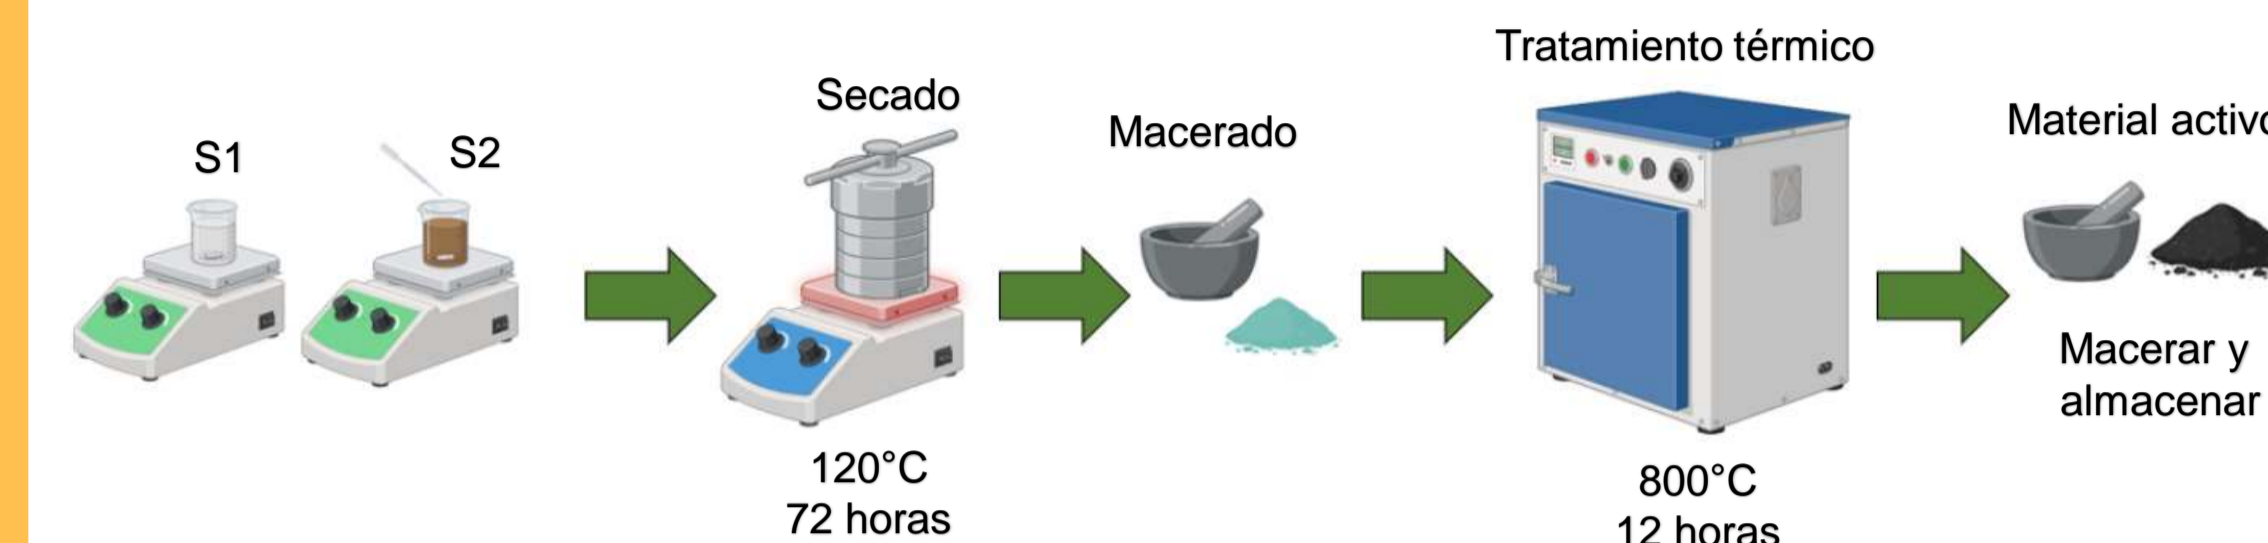 S1
S2
Secado
120°C
72 horas
Macerado
Tratamiento térmico
800°C
12 horas
Material activo
Macerar y
almacenar